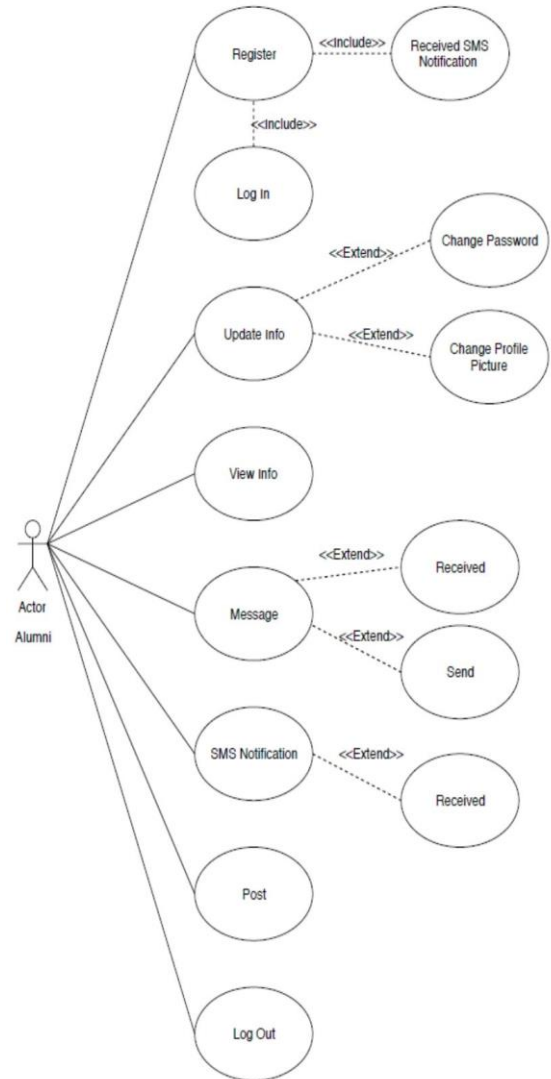 Register
<<Include>>
Received SMS
Notification
<<Include>>
Log In
<<Extend>>
Change Password
Update Info
<<Extend>>
Change Profile
Picture
View Info
Actor
Alumni
<<Extend>>
Received
Message
<<Extend>>
Send
SMS Notification
<<Extend>>
Received
Post
Log Out